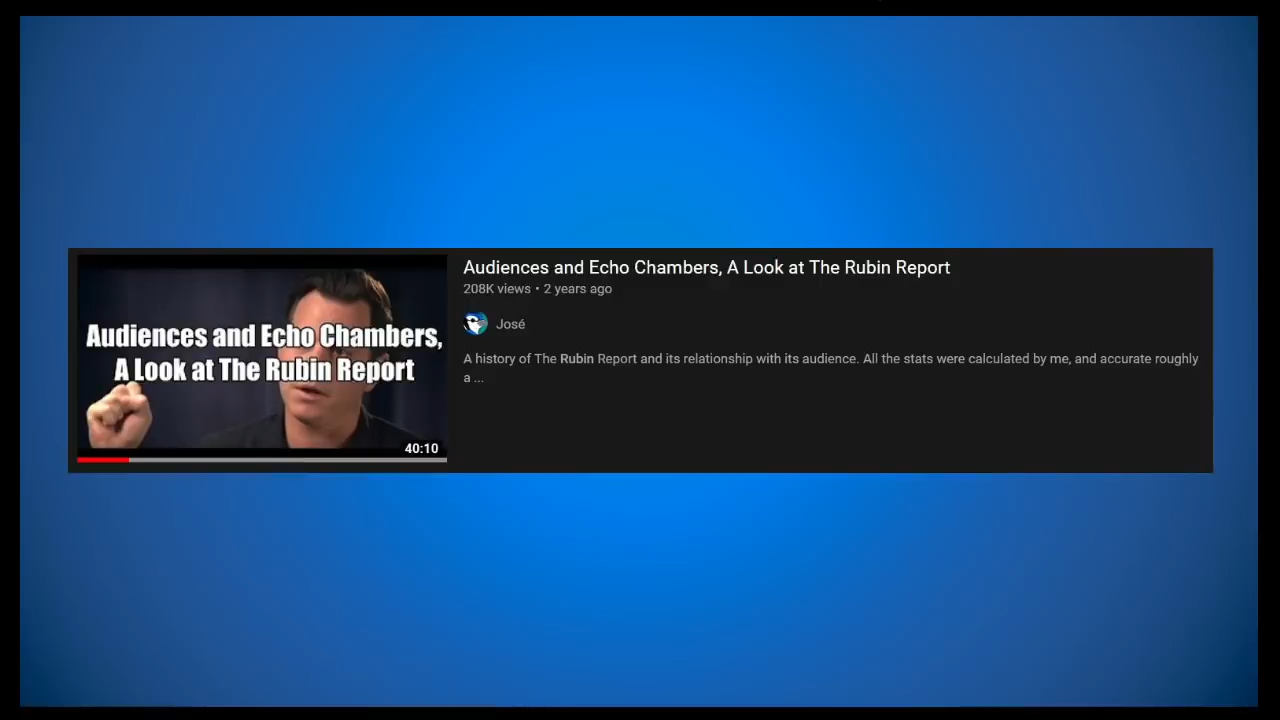 Audiences and Echo Chambers,
A Look at The Rubin Report
40:10
Audiences and Echo Chambers, A Look at The Rubin Report
208K views • 2 years ago
José
A history of The Rubin Report and its relationship with its audience. All the stats were calculated by me, and accurate roughly
a ...